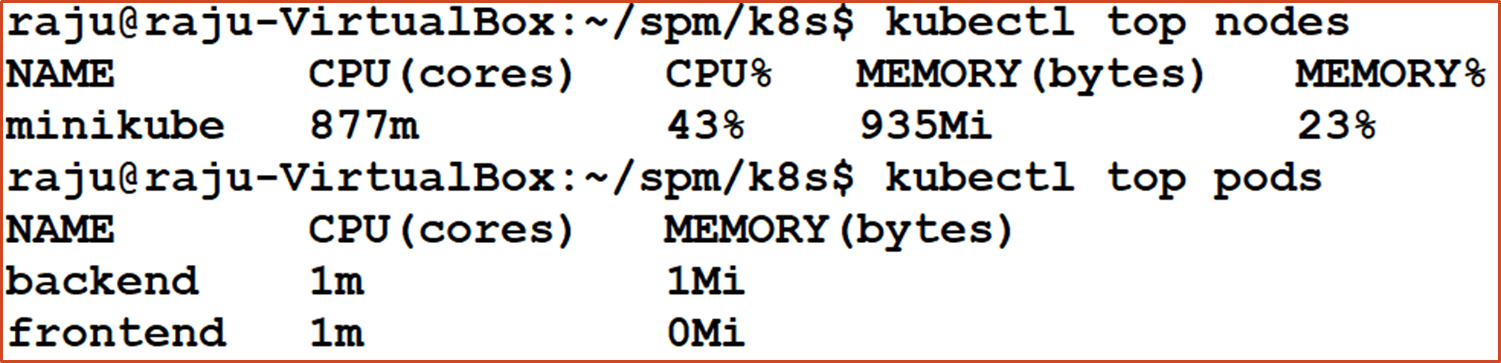 raju@raju-VirtualBox:~/spm/k8s$ kubectl top nodes
NAME CPU(cores) CPU% MEMORY(bytes) MEMORY%
minikube 877m 43% 935Mi 23%
raju@raju-VirtualBox:~/spm/k8s$ kubectl top pods
NAME CPU(cores) MEMORY(bytes)
backend 1m 1Mi
frontend 1m 0Mi